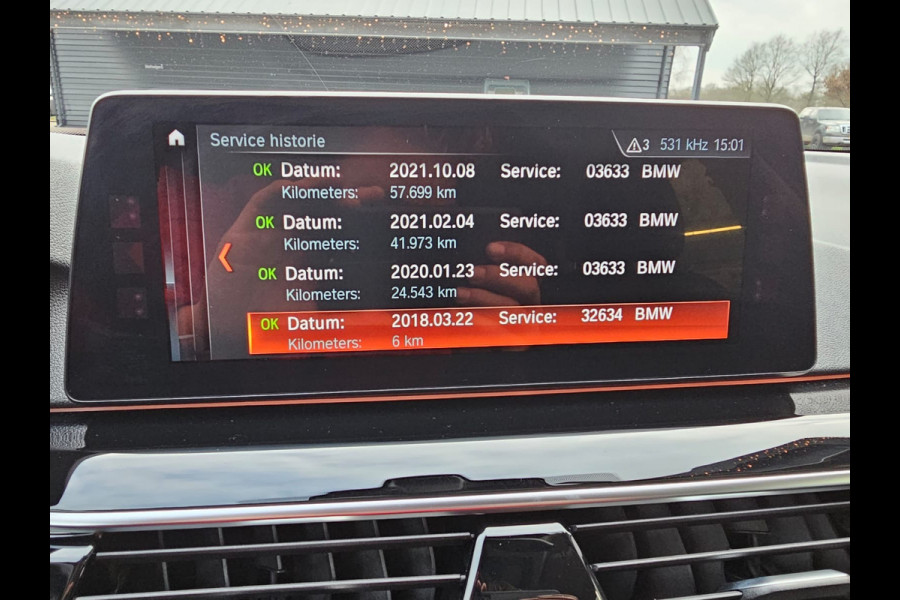 Service historie
3 531 kHz 15:01
OK Datum: 2021.10.08 Service: 03633 BMW
Kilometers: 57.699 km
OK Datum: 2021.02.04 Service: 03633 BMW
Kilometers: 41.973 km
OK Datum: 2020.01.23 Service: 03633 BMW
Kilometers: 24.543 km
OK Datum: 2018.03.22 Service: 32634 BMW
Kilometers: 6 km